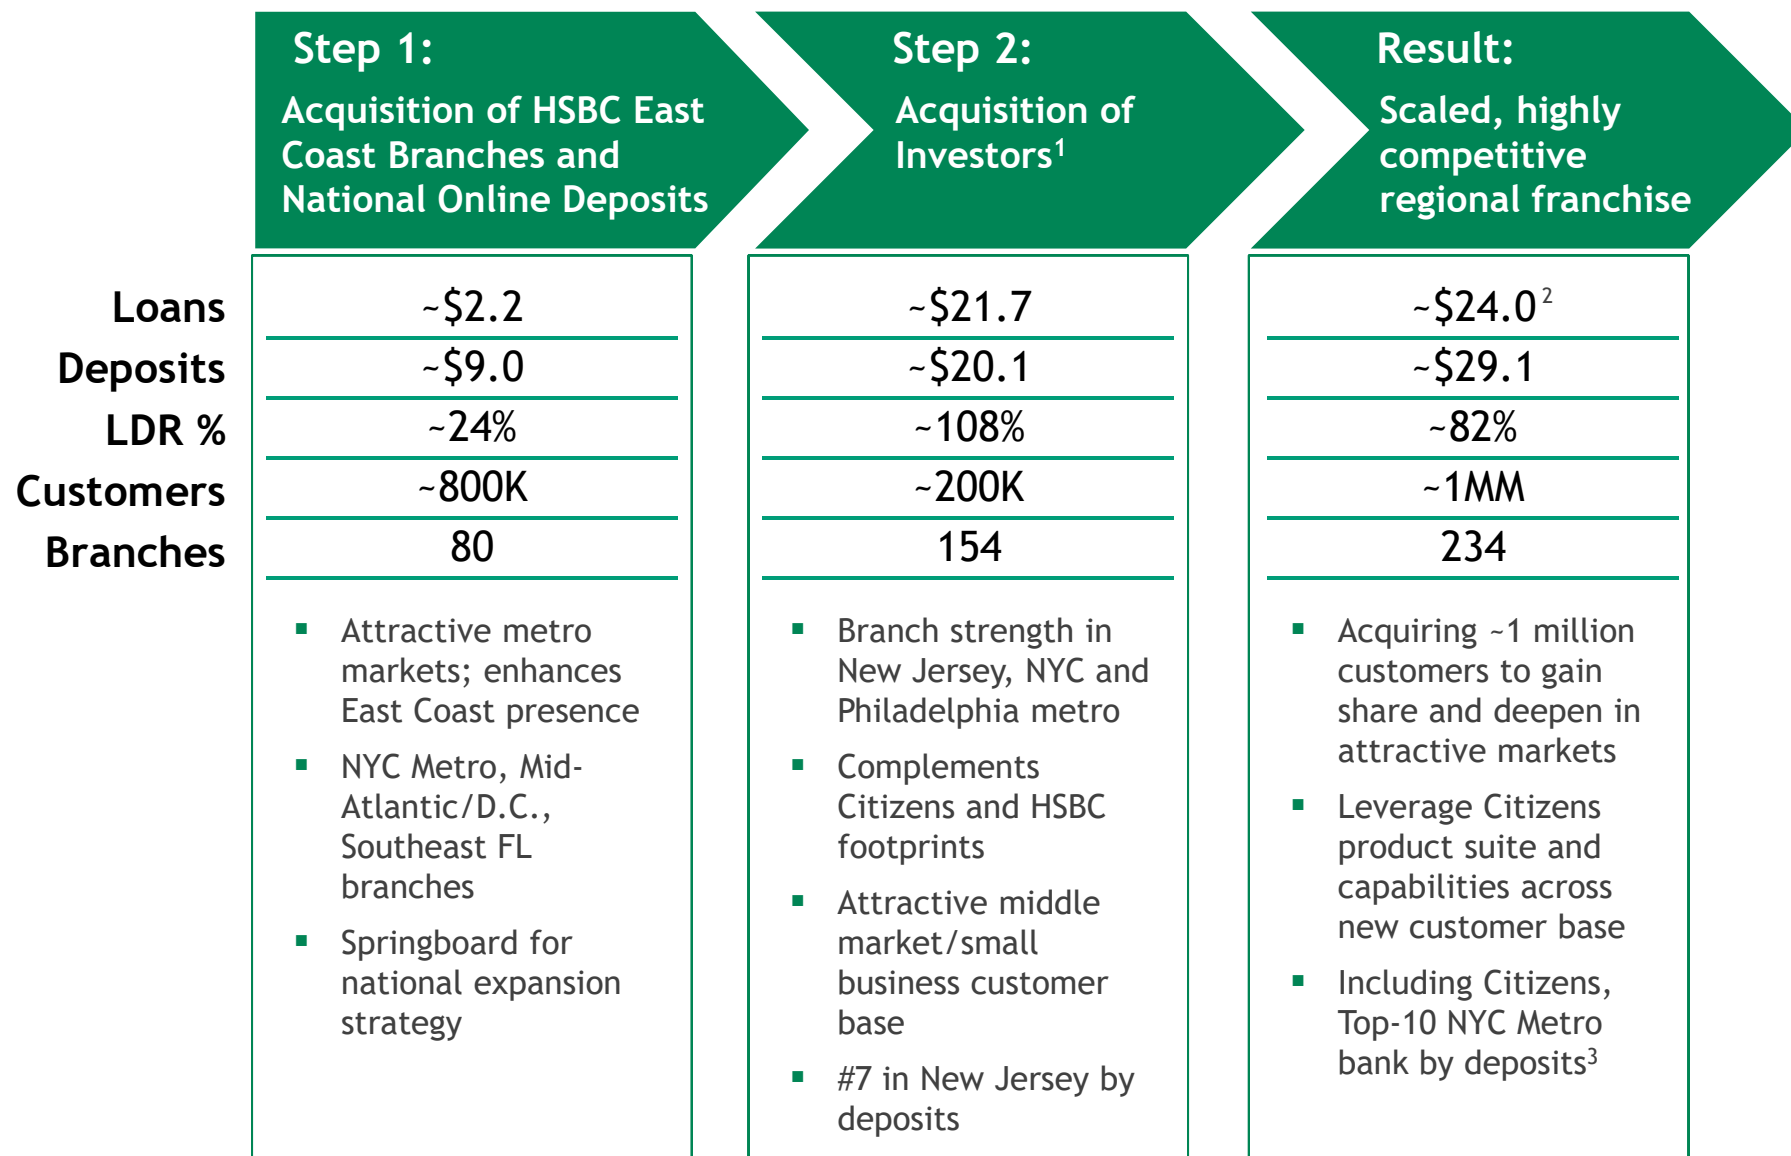 Step 1:
Acquisition of HSBC East
Coast Branches and
National Online Deposits
Step 2:
Acquisition of
Investors¹
Result:
Scaled, highly
competitive
regional franchise
Loans ~$2.2 ~$21.7 ~$24.0²
Deposits ~$9.0 ~$20.1 ~$29.1
LDR % ~24% ~108% ~82%
Customers ~800K ~200K ~1MM
Branches 80 154 234
▪ Attractive metro
markets; enhances
East Coast presence
▪ NYC Metro, Mid-
Atlantic/D.C.,
Southeast FL
branches
▪ Springboard for
national expansion
strategy
▪ Branch strength in
New Jersey, NYC and
Philadelphia metro
▪ Complements
Citizens and HSBC
footprints
▪ Attractive middle
market/small
business customer
base
▪ #7 in New Jersey by
deposits
▪ Acquiring ~1 million
customers to gain
share and deepen in
attractive markets
▪ Leverage Citizens
product suite and
capabilities across
new customer base
▪ Including Citizens,
Top-10 NYC Metro
bank by deposits³